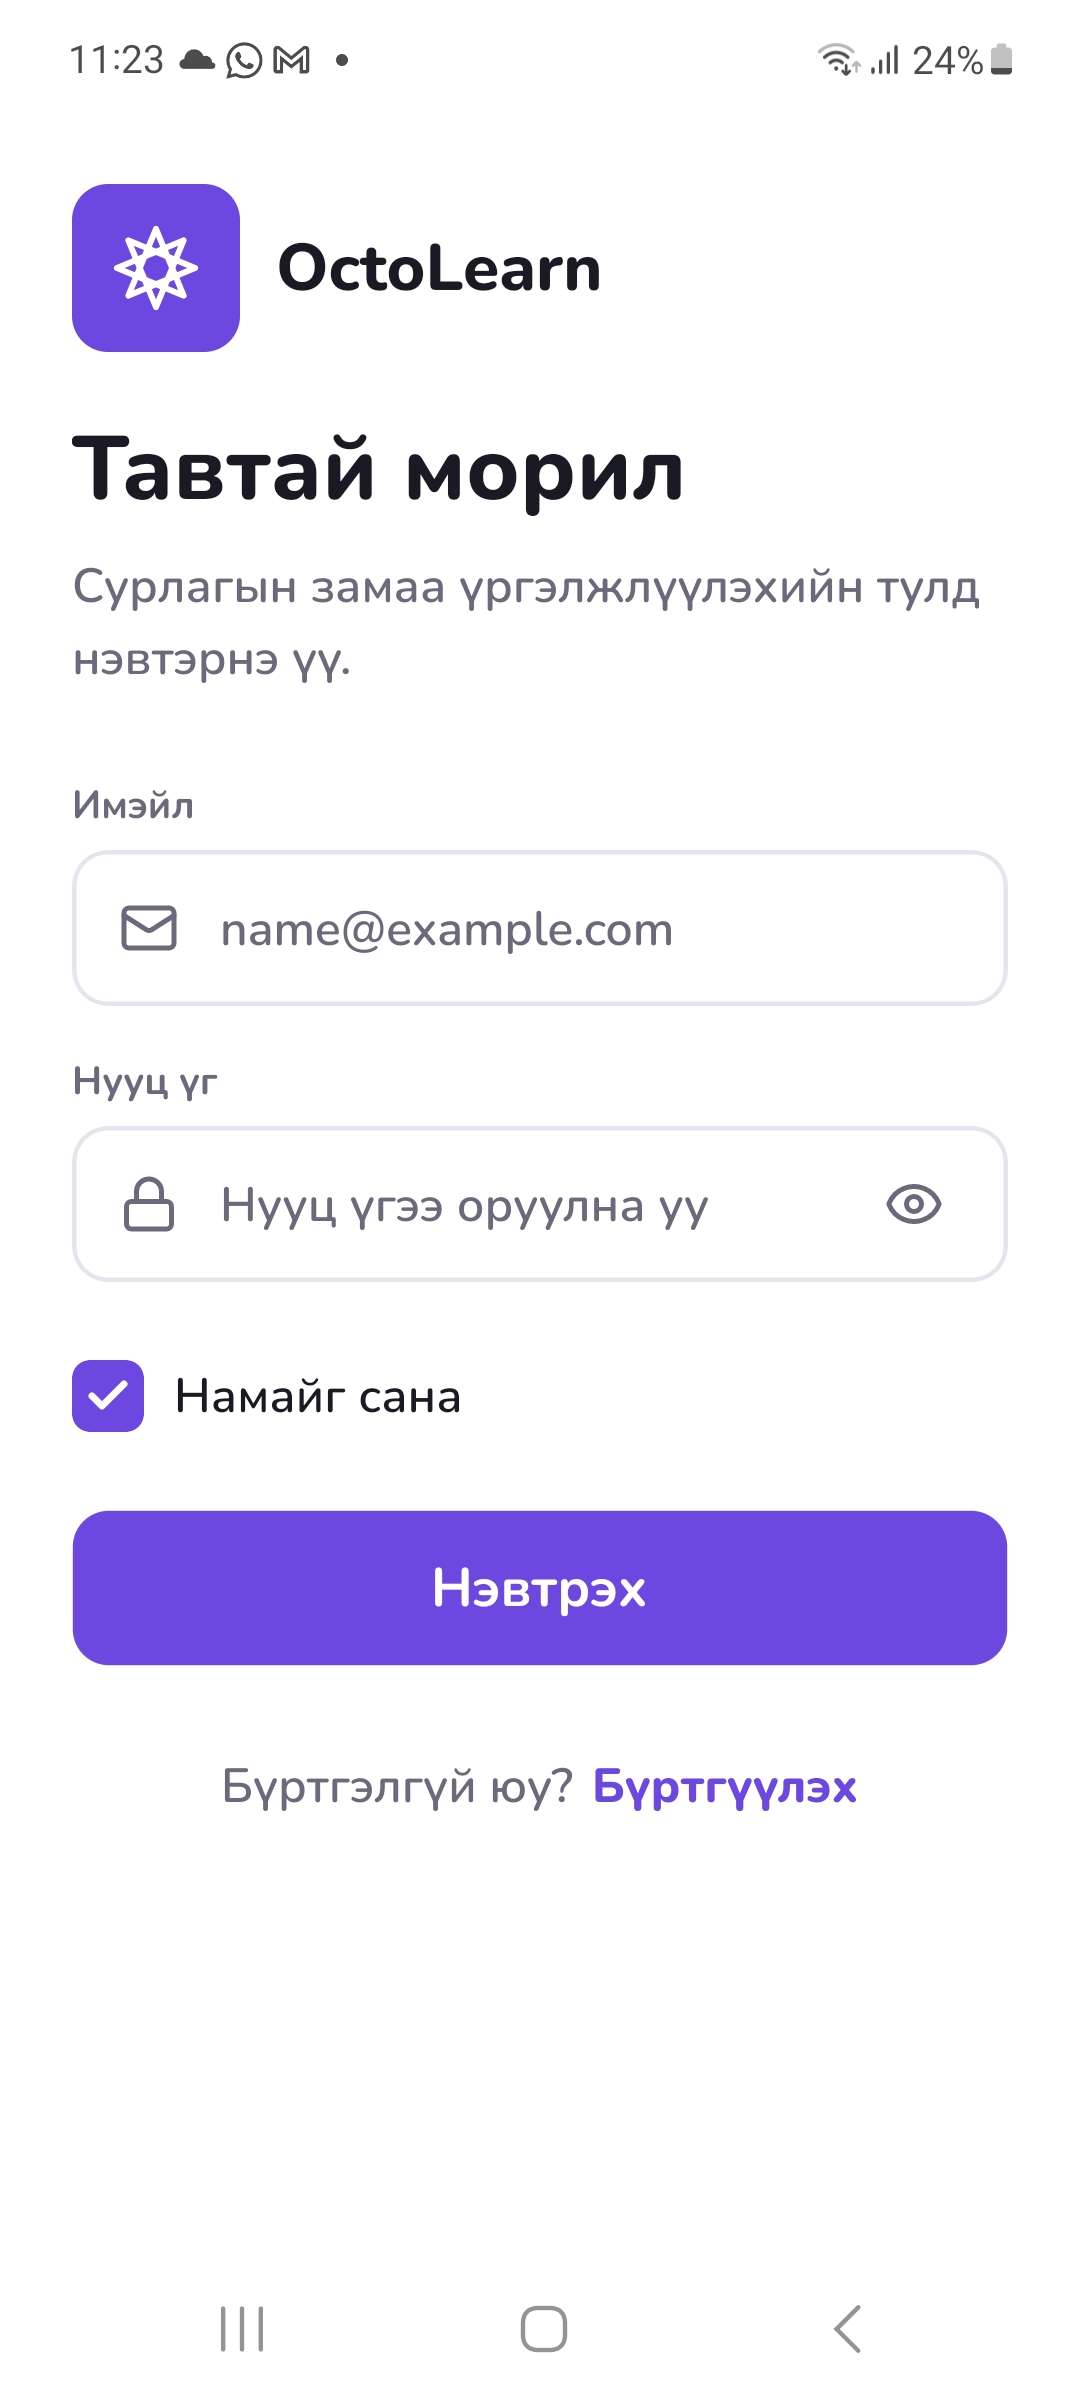 11:23
24%
OctoLearn
Тавтай морил
Сурлагын замаа үргэлжлүүлэхийн тулд
нэвтэрнэ үү.
Имэйл
name@example.com
Нууц үг
Нууц үгээ оруулна уу
Намайг сана
Нэвтрэх
Бүртгэлгүй юу? Бүртгүүлэх